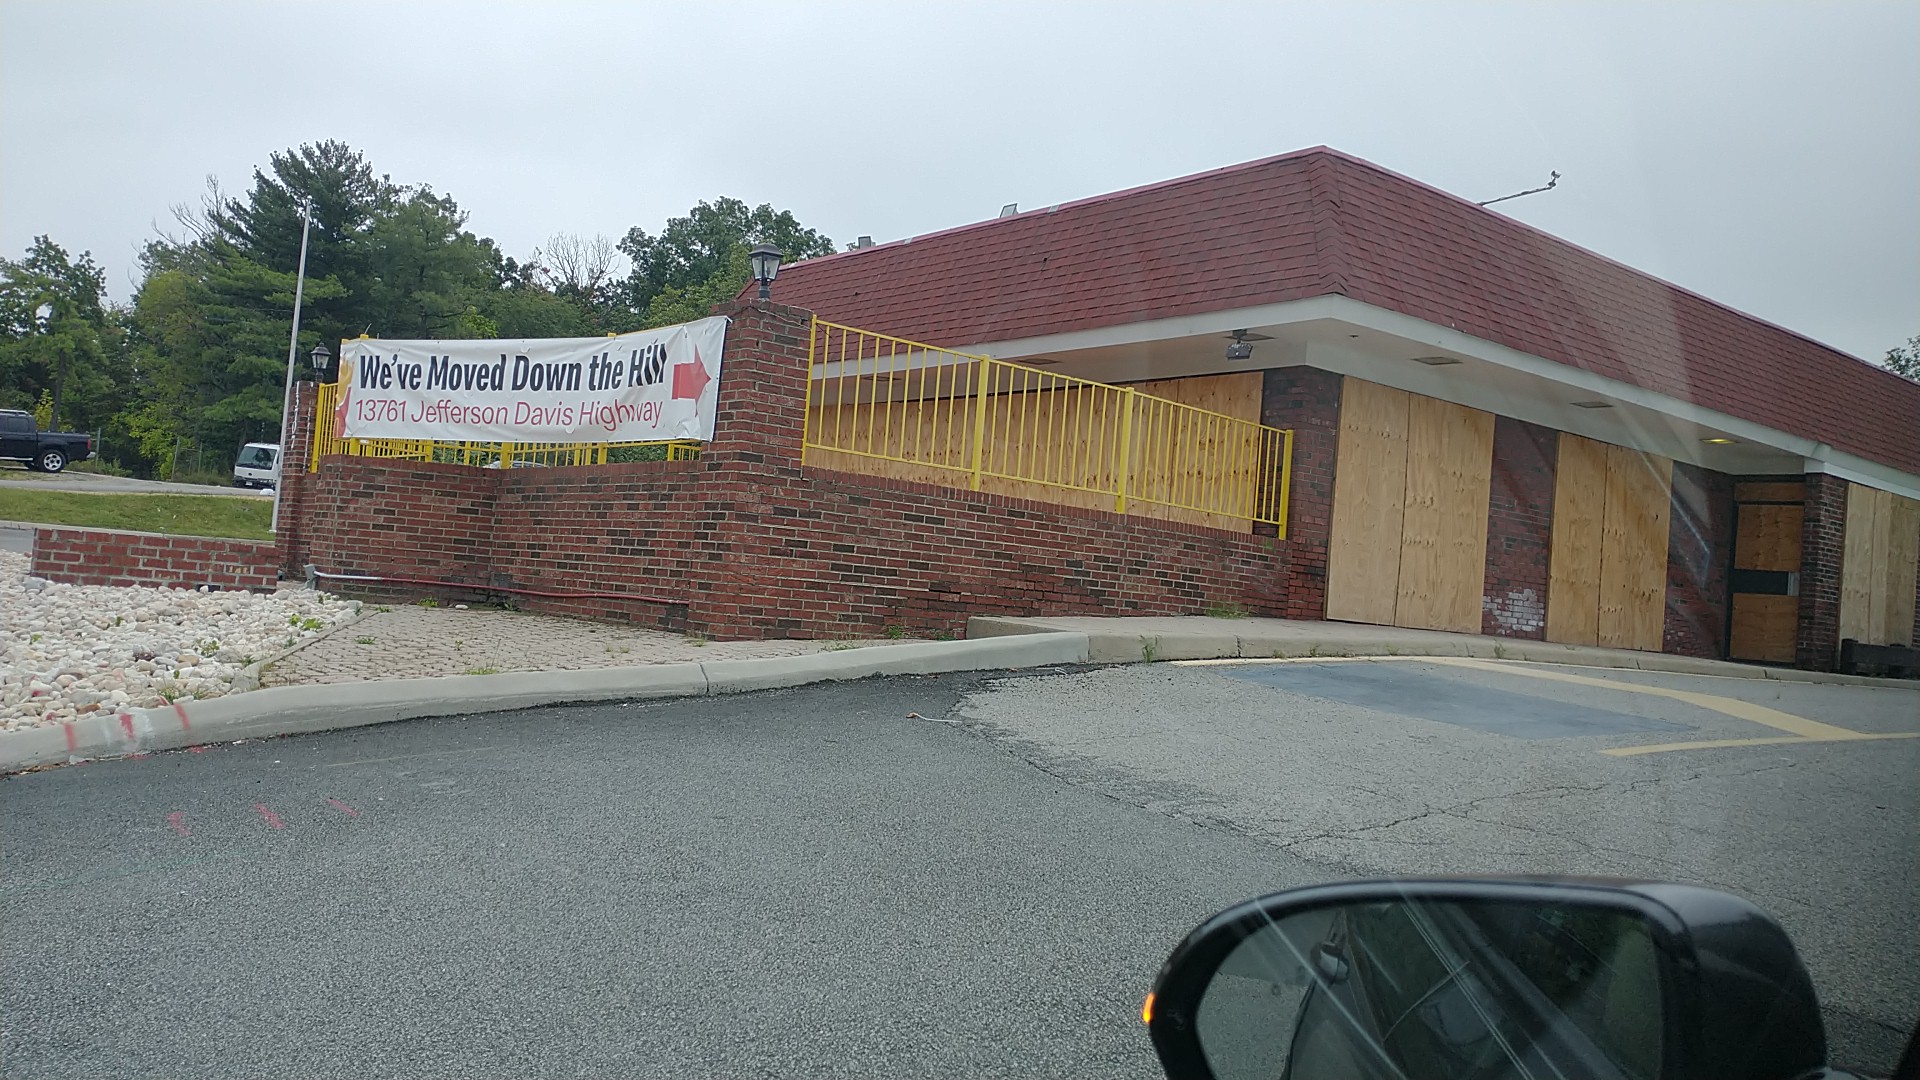 We've Moved Down the Hill
13761 Jefferson Davis Highway